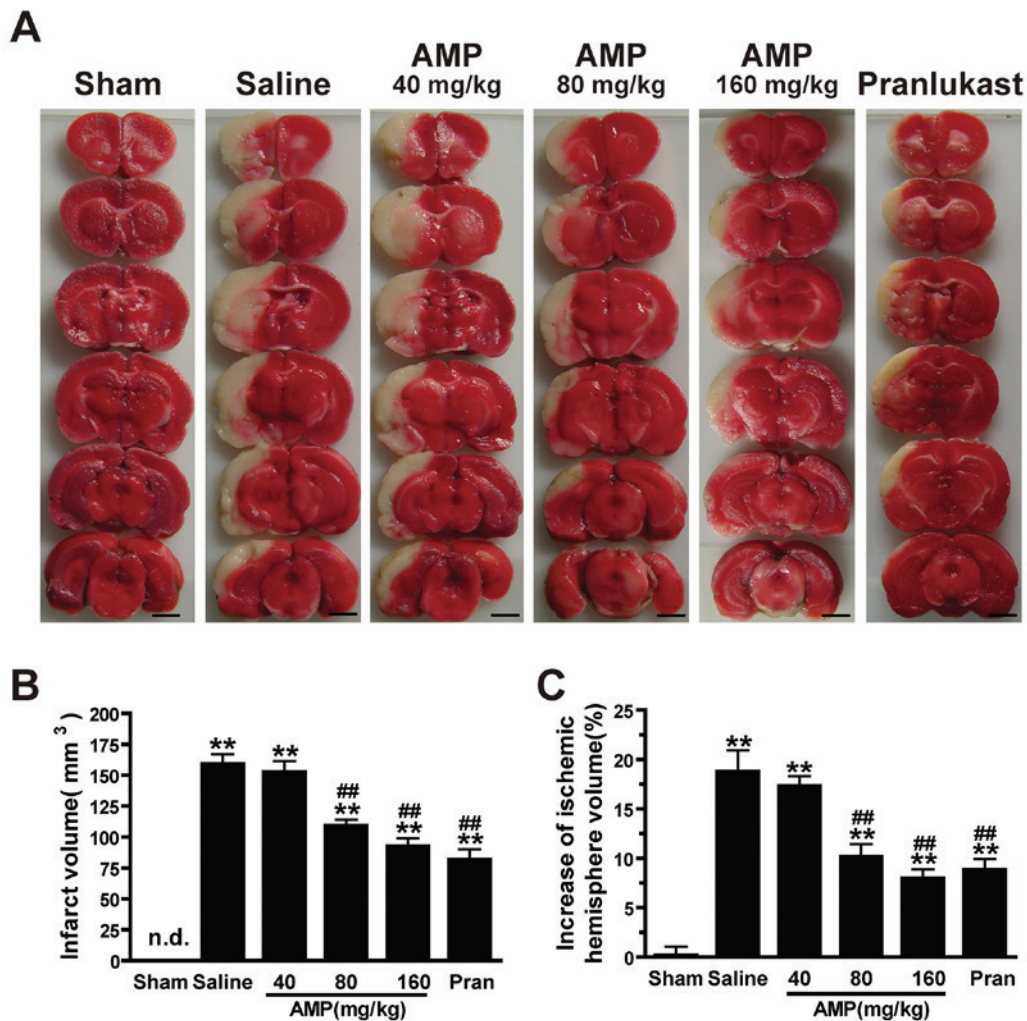 A
Sham
Saline
AMP
40 mg/kg
AMP
80 mg/kg
AMP
160 mg/kg
Pranlukast
B
Infarct volume( mm 3 )
200
175
150
125
100
75
50
25
0
n.d.
**
**
##
**
##
**
##
**
Sham Saline 40 80 160 Pran
AMP(mg/kg)
C
Increase of ischemic
hemisphere volume(%)
25
20
15
10
5
0
**
**
##
**
##
**
##
**
Sham Saline 40 80 160 Pran
AMP(mg/kg)